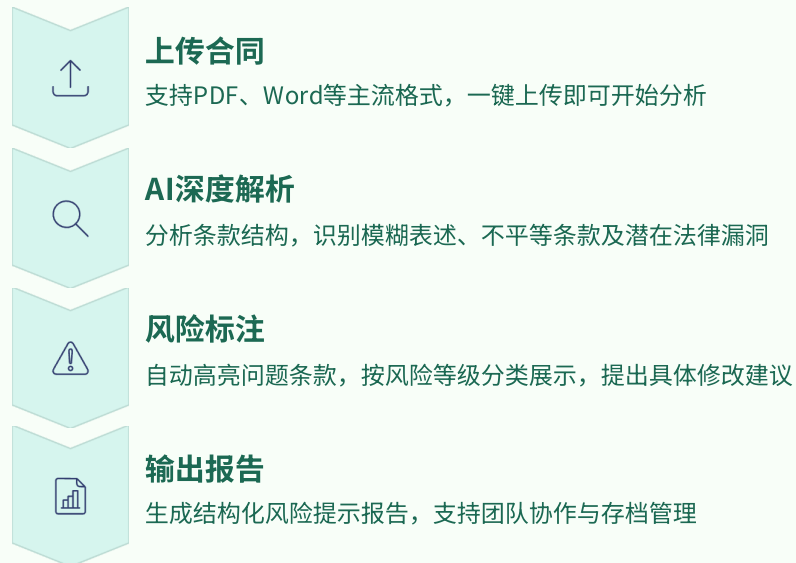 上传合同
支持PDF、Word等主流格式，一键上传即可开始分析
AI深度解析
分析条款结构，识别模糊表述、不平等条款及潜在法律漏洞
风险标注
自动高亮问题条款，按风险等级分类展示，提出具体修改建议
输出报告
生成结构化风险提示报告，支持团队协作与存档管理